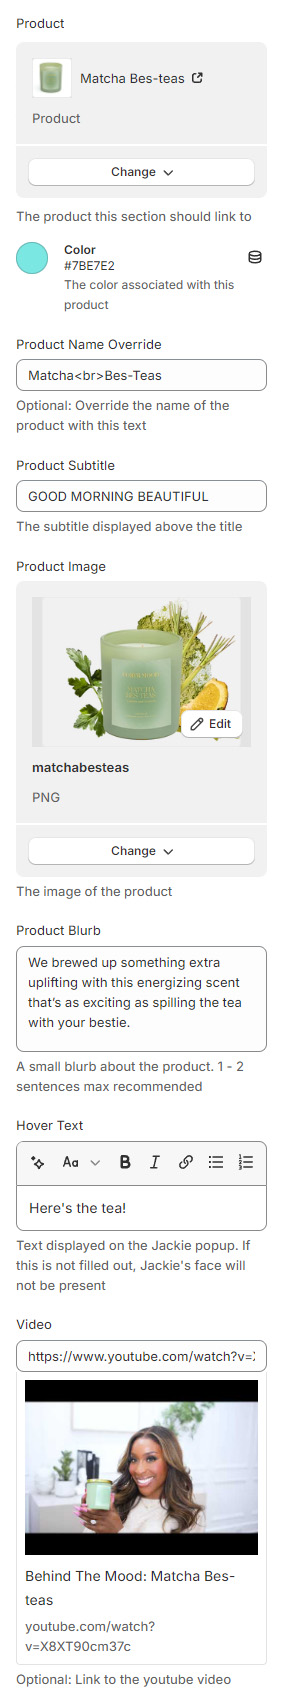 Product
Matcha Bes-teas
Product
Change
The product this section should link to
Color
#7BE7E2
The color associated with this
product
Product Name Override
Matcha<br>Bes-Teas
Optional: Override the name of the
product with this text
Product Subtitle
GOOD MORNING BEAUTIFUL
The subtitle displayed above the title
Product Image
MATCHA
BES-TEAS
Edit
matchabesteas
PNG
Change
The image of the product
Product Blurb
We brewed up something extra
uplifting with this energizing scent
that’s as exciting as spilling the tea
with your bestie.
A small blurb about the product. 1 - 2
sentences max recommended
Hover Text
Aa
B
I
Here's the tea!
Text displayed on the Jackie popup. If
this is not filled out, Jackie's face will
not be present
Video
https://www.youtube.com/watch?v=X
Behind The Mood: Matcha Bes-
teas
youtube.com/watch?
v=X8XT90cm37c
Optional: Link to the youtube video